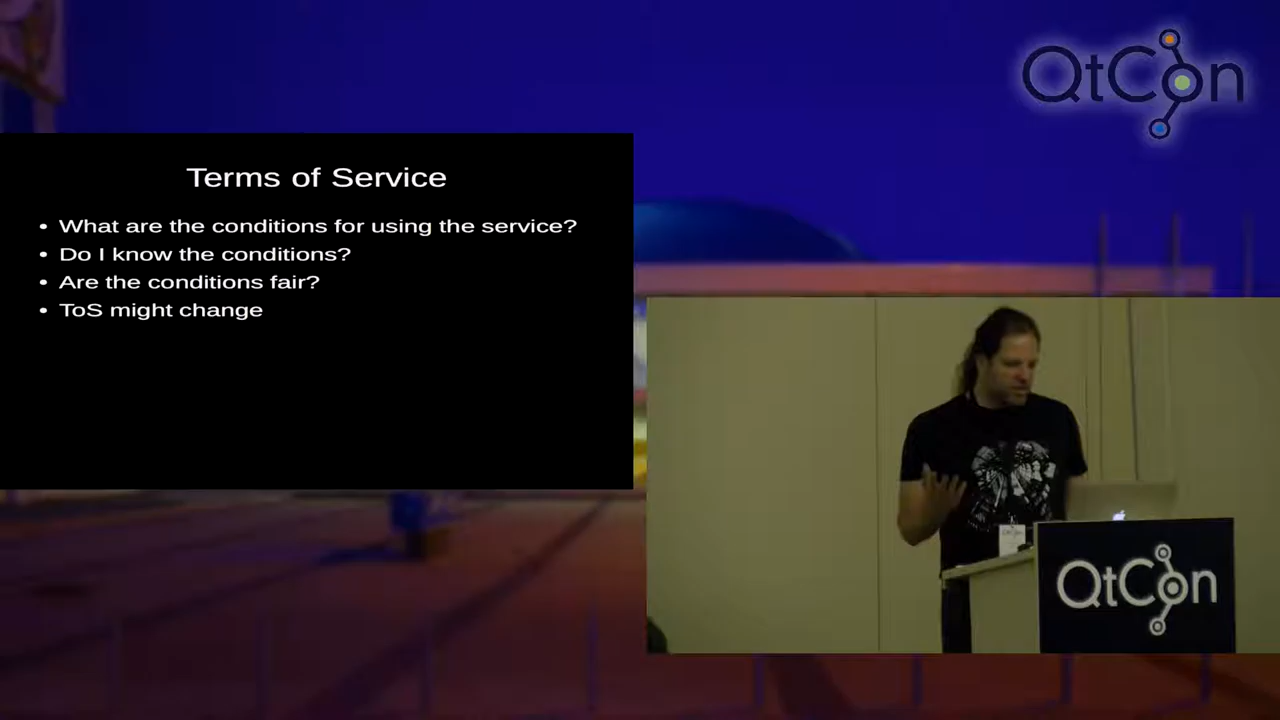 QtCon
Terms of Service
• What are the conditions for using the service?
• Do I know the conditions?
• Are the conditions fair?
• ToS might change
QtCon